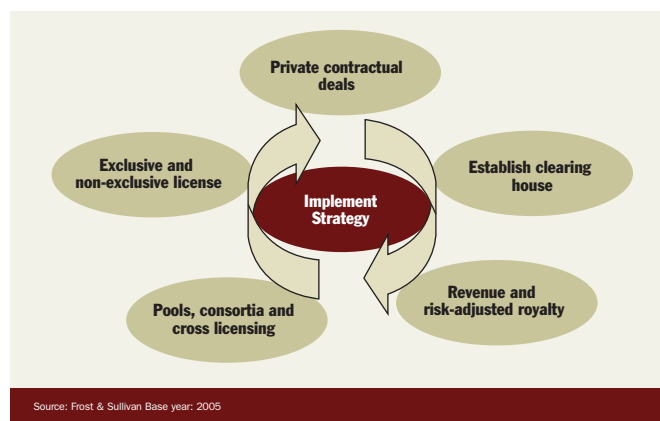 Private contractual
deals
Exclusive and
non-exclusive license
Establish clearing
house
Implement
Strategy
Pools, consortia and
cross licensing
Revenue and
risk-adjusted royalty
Source: Frost & Sullivan Base year: 2005